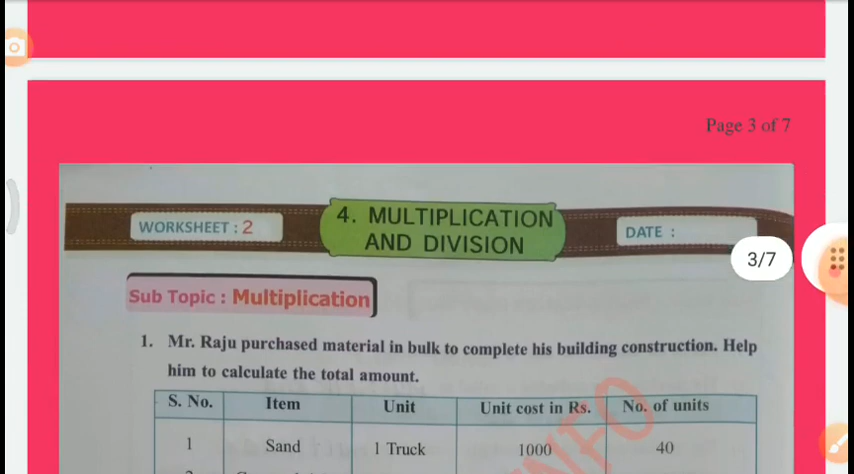 Page 3 of 7
4. MULTIPLICATION
AND DIVISION
WORKSHEET : 2
DATE :
3/7
Sub Topic : Multiplication
1. Mr. Raju purchased material in bulk to complete his building construction. Help
him to calculate the total amount.
S. No. Item Unit Unit cost in Rs. No. of units
1 Sand 1 Truck 1000 40
INFO